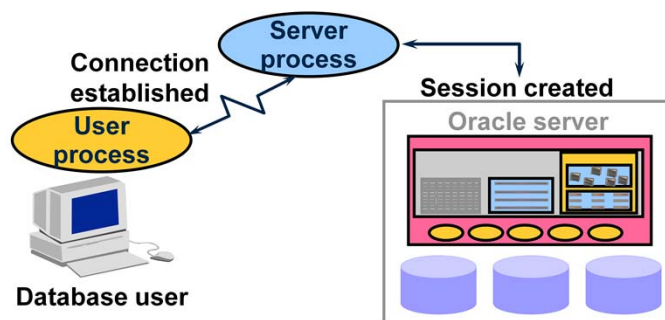 Server
process
Connection
established
Session created
User
process
Oracle server
Database user